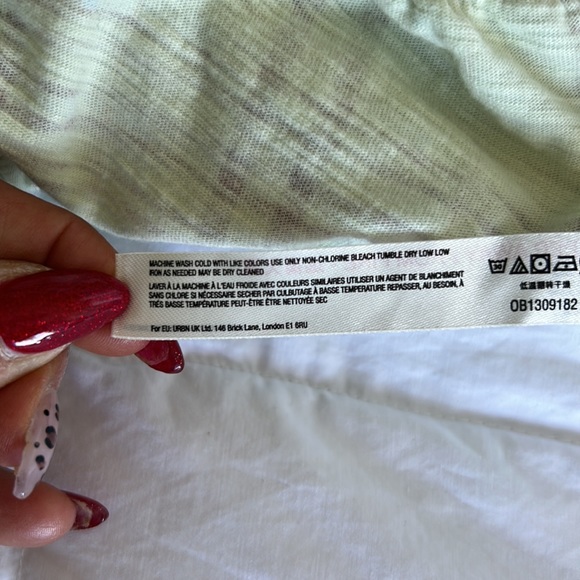 MACHINE WASH COLD WITH LIKE COLORS USE ONLY NON-CHLORINE BLEACH TUMBLE DRY LOW LOW
IRON AS NEEDED MAY BE DRY CLEANED
LAVER À LA MACHINE À L'EAU FROIDE AVEC COULEURS SIMILAIRES UTILISER UN AGENT DE BLANCHIMENT
SANS CHLORE SI NÉCESSAIRE SECHER PAR CULBUTAGE À BASSE TEMPÉRATURE REPASSER, AU BESOIN, À
TRÈS BASSE TEMPÉRATURE PEUT-ÊTRE ÊTRE NETTOYÉE SEC
For EU: URBN UK Ltd. 146 Brick Lane, London E1 6RU
低温翻转干燥
OB1309182